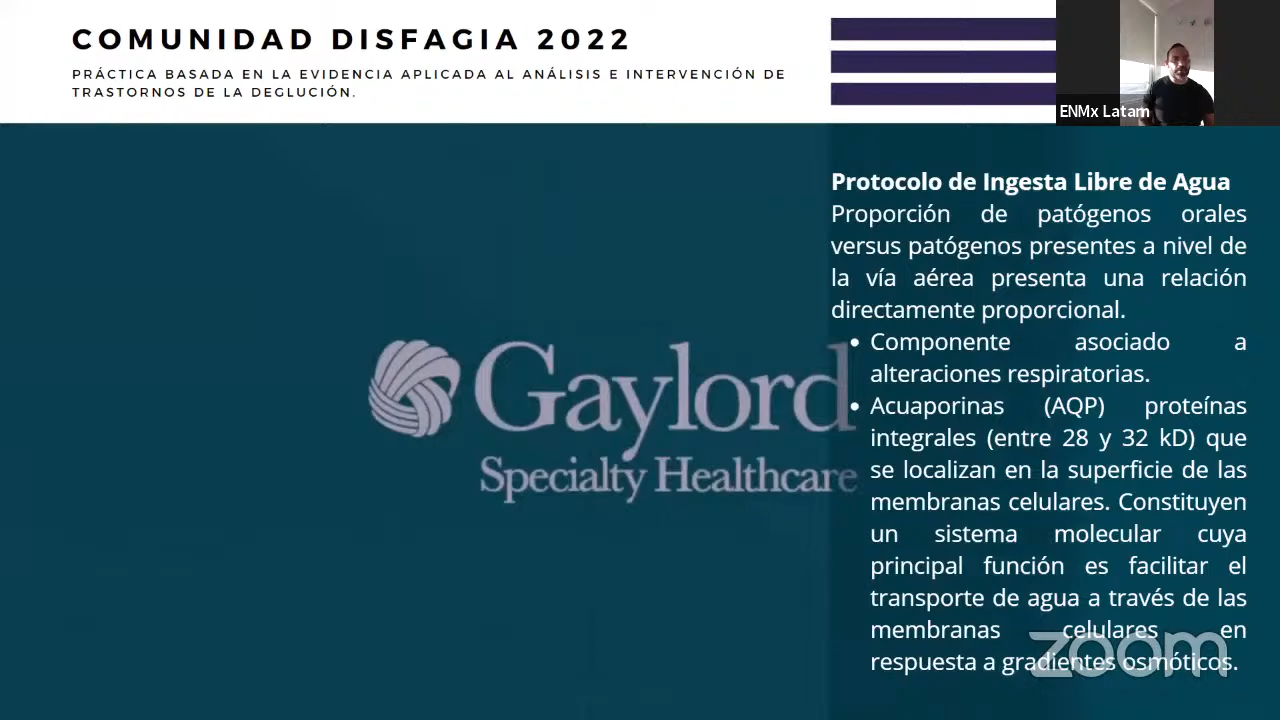 COMUNIDAD DISFAGIA 2022
PRÁCTICA BASADA EN LA EVIDENCIA APLICADA AL ANÁLISIS E INTERVENCIÓN DE
TRASTORNOS DE LA DEGLUCIÓN.
ENMx Latam
Protocolo de Ingesta Libre de Agua
Proporción de patógenos orales
versus patógenos presentes a nivel de
la vía aérea presenta una relación
directamente proporcional.
• Componente asociado a
alteraciones respiratorias.
• Acuaporinas (AQP) proteínas
integrales (entre 28 y 32 kD) que
se localizan en la superficie de las
membranas celulares. Constituyen
un sistema molecular cuya
principal función es facilitar el
transporte de agua a través de las
membranas celulares en
respuesta a gradientes osmóticos.
Gaylord
Specialty Healthcare
zoom